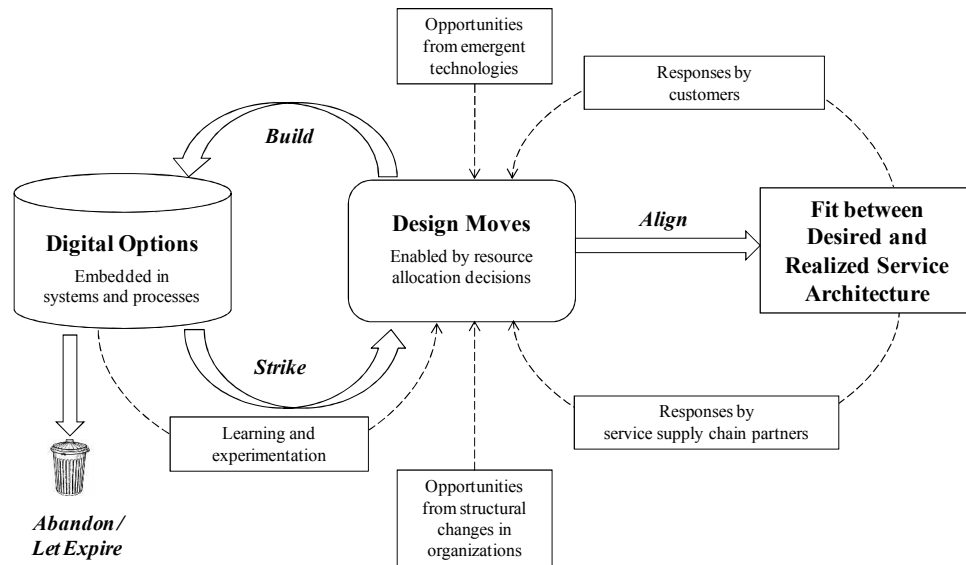 Opportunities
from emergent
technologies
Responses by
customers
Build
Digital Options
Embedded in
systems and processes
Design Moves
Enabled by resource
allocation decisions
Align
Fit between
Desired and
Realized Service
Architecture
Strike
Learning and
experimentation
Responses by
service supply chain partners
Opportunities
from structural
changes in
organizations
Abandon /
Let Expire